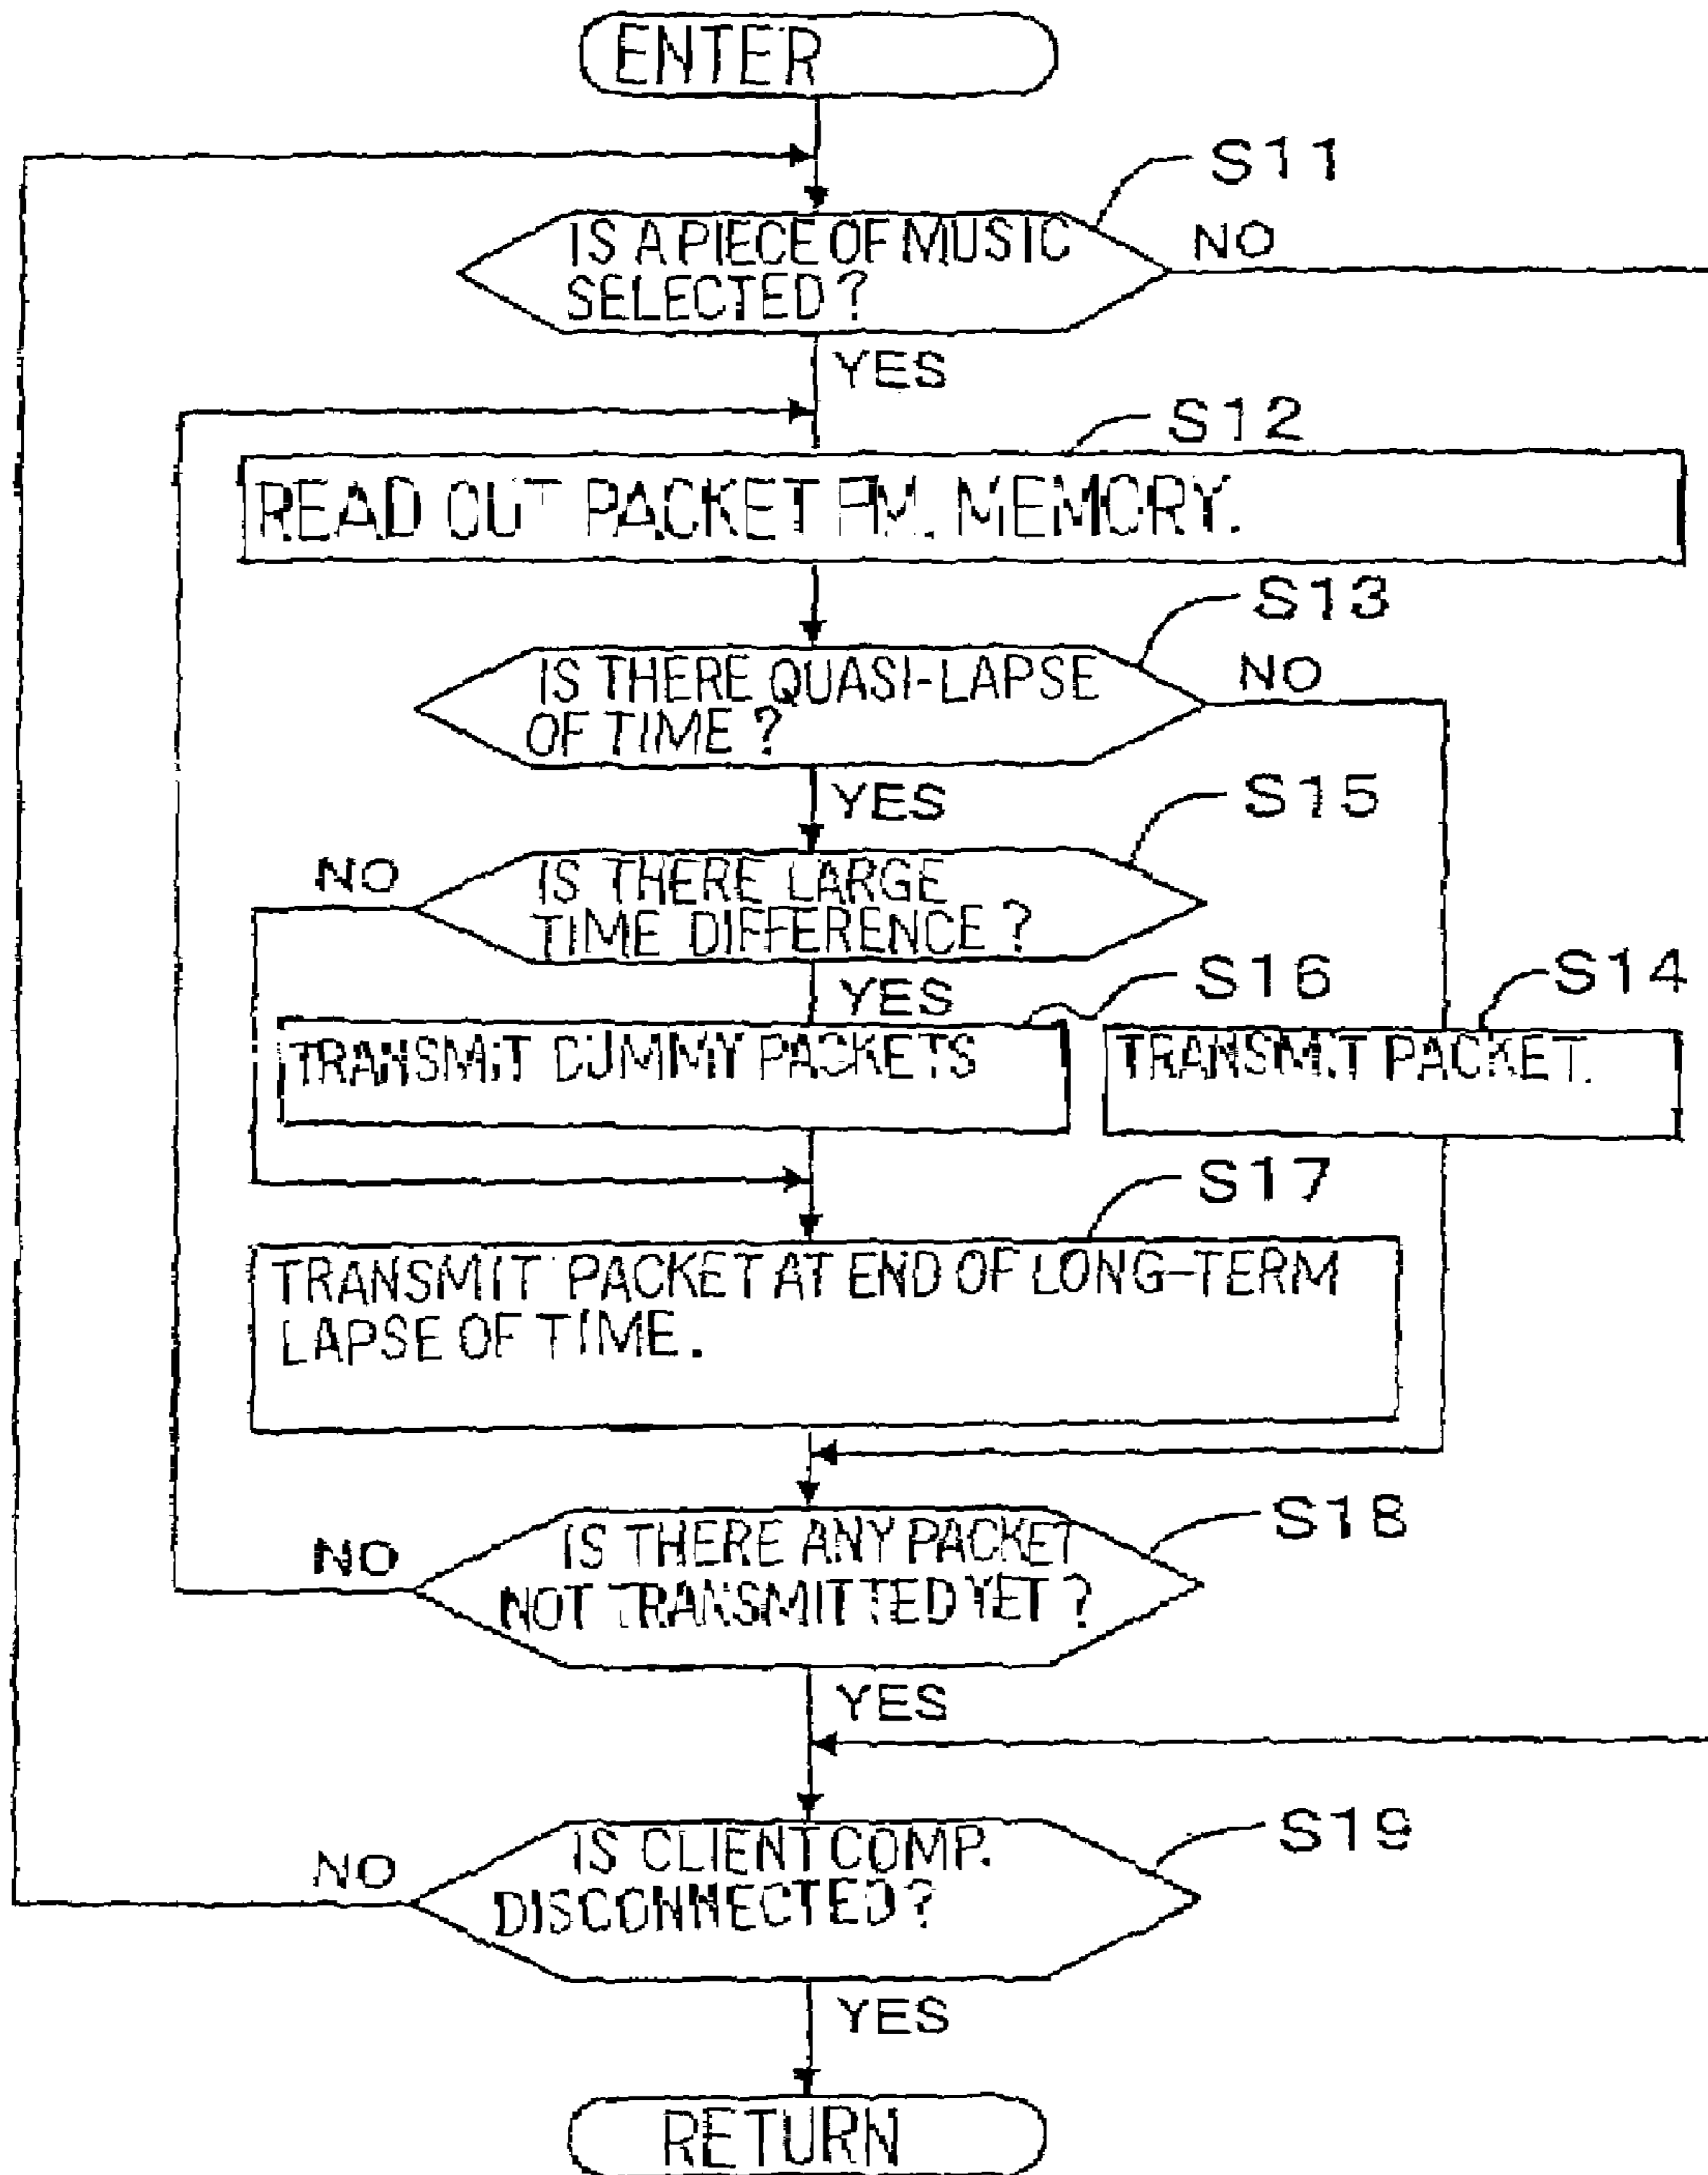 ENTER
S11
IS A PIECE OF MUSIC
SELECTED?
NO
YES
S12
READ OUT PACKET FM. MEMORY.
S13
IS THERE QUASI-LAPSE
OF TIME?
NO
YES
S15
NO
IS THERE LARGE
TIME DIFFERENCE?
YES
S16
S14
TRANSMIT DUMMY PACKETS
TRANSMIT PACKET.
S17
TRANSMIT PACKET AT END OF LONG-TERM
LAPSE OF TIME.
S18
NO
IS THERE ANY PACKET
NOT TRANSMITTED YET?
YES
S19
NO
IS CLIENT COMP.
DISCONNECTED?
YES
RETURN